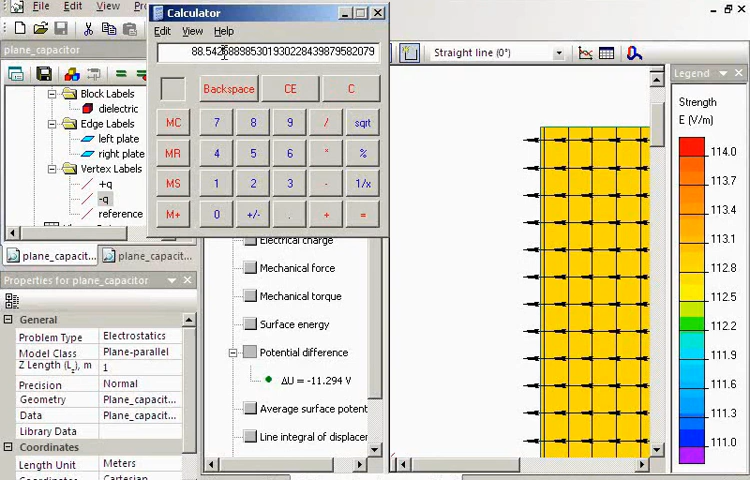 File
Edit
View
Calculator
Edit View Help
88.542688985301930228439879582079
Backspace CE C
MC 7 8 9 / sqrt
MR 4 5 6 * %
MS 1 2 3 - 1/x
M+ 0 +/- . + =
plane_capacitor
Block Labels
dielectric
Edge Labels
left plate
right plate
Vertex Labels
+q
-q
reference
plane_capacit...
plane_capacit...
Properties for plane_capacitor
General
Problem Type Electrostatics
Model Class Plane-parallel
Z Length (Lz), m 1
Precision Normal
Geometry Plane_capacit...
Data Plane_capacit...
Library Data
Coordinates
Length Unit Meters
Cartesian
Electrical charge
Mechanical force
Mechanical torque
Surface energy
Potential difference
ΔU = -11.294 V
Average surface potent
Line integral of displacer
Straight line (0°)
Legend
Strength
E (V/m)
114.0
113.7
113.4
113.1
112.8
112.5
112.2
111.9
111.6
111.3
111.0